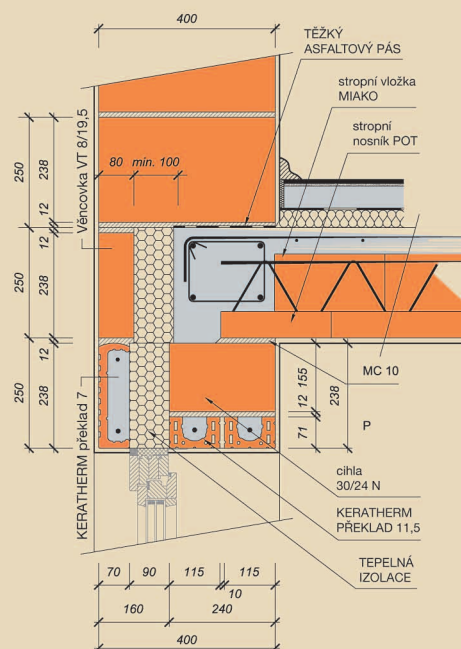 400
TĚŽKÝ
ASFALTOVÝ PÁS
stropní vložka
MIAKO
stropní
nosník POT
Věncovka VT 8/19,5
80
min. 100
250
238
12
250
12
238
250
12
238
KERATHERM překlad 7
155
12
71
238
MC 10
P
cihla
30/24 N
KERATHERM
PŘEKLAD 11,5
TEPELNÁ
IZOLACE
70
90
115
115
10
160
240
400